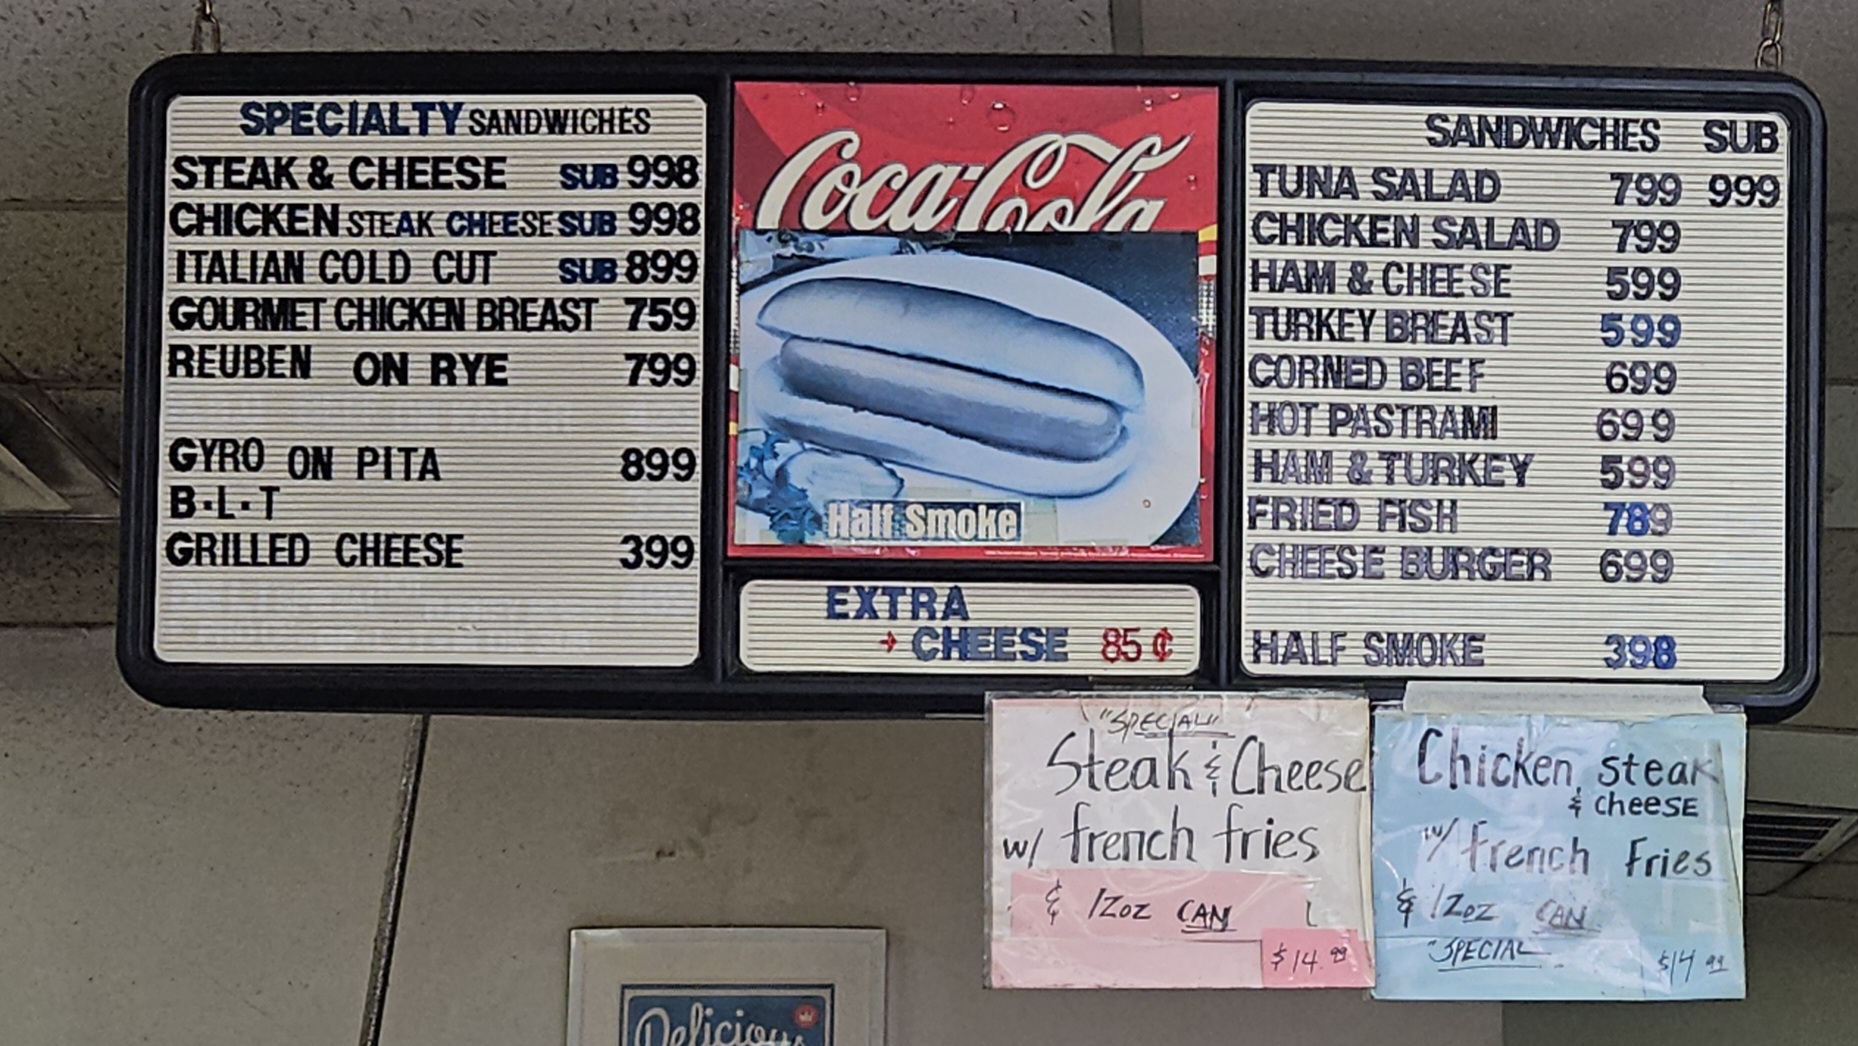 SPECIALTY SANDWICHES
STEAK & CHEESE SUB 998
CHICKEN STEAK CHEESE SUB 998
ITALIAN COLD CUT SUB 899
GOURMET CHICKEN BREAST 759
REUBEN ON RYE 799
GYRO ON PITA 899
B·L·T
GRILLED CHEESE 399
Coca-Cola
Half Smoke
EXTRA
→ CHEESE 85¢
SANDWICHES SUB
TUNA SALAD 799 999
CHICKEN SALAD 799
HAM & CHEESE 599
TURKEY BREAST 599
CORNED BEEF 699
HOT PASTRAMI 699
HAM & TURKEY 599
FRIED FISH 789
CHEESE BURGER 699
HALF SMOKE 398
"SPECIAL"
Steak & Cheese
w/ french fries
& 12oz CAN
$14.99
Chicken steak
& cheese
w/ French Fries
& 12oz CAN
"SPECIAL"
$14 99
Delicious